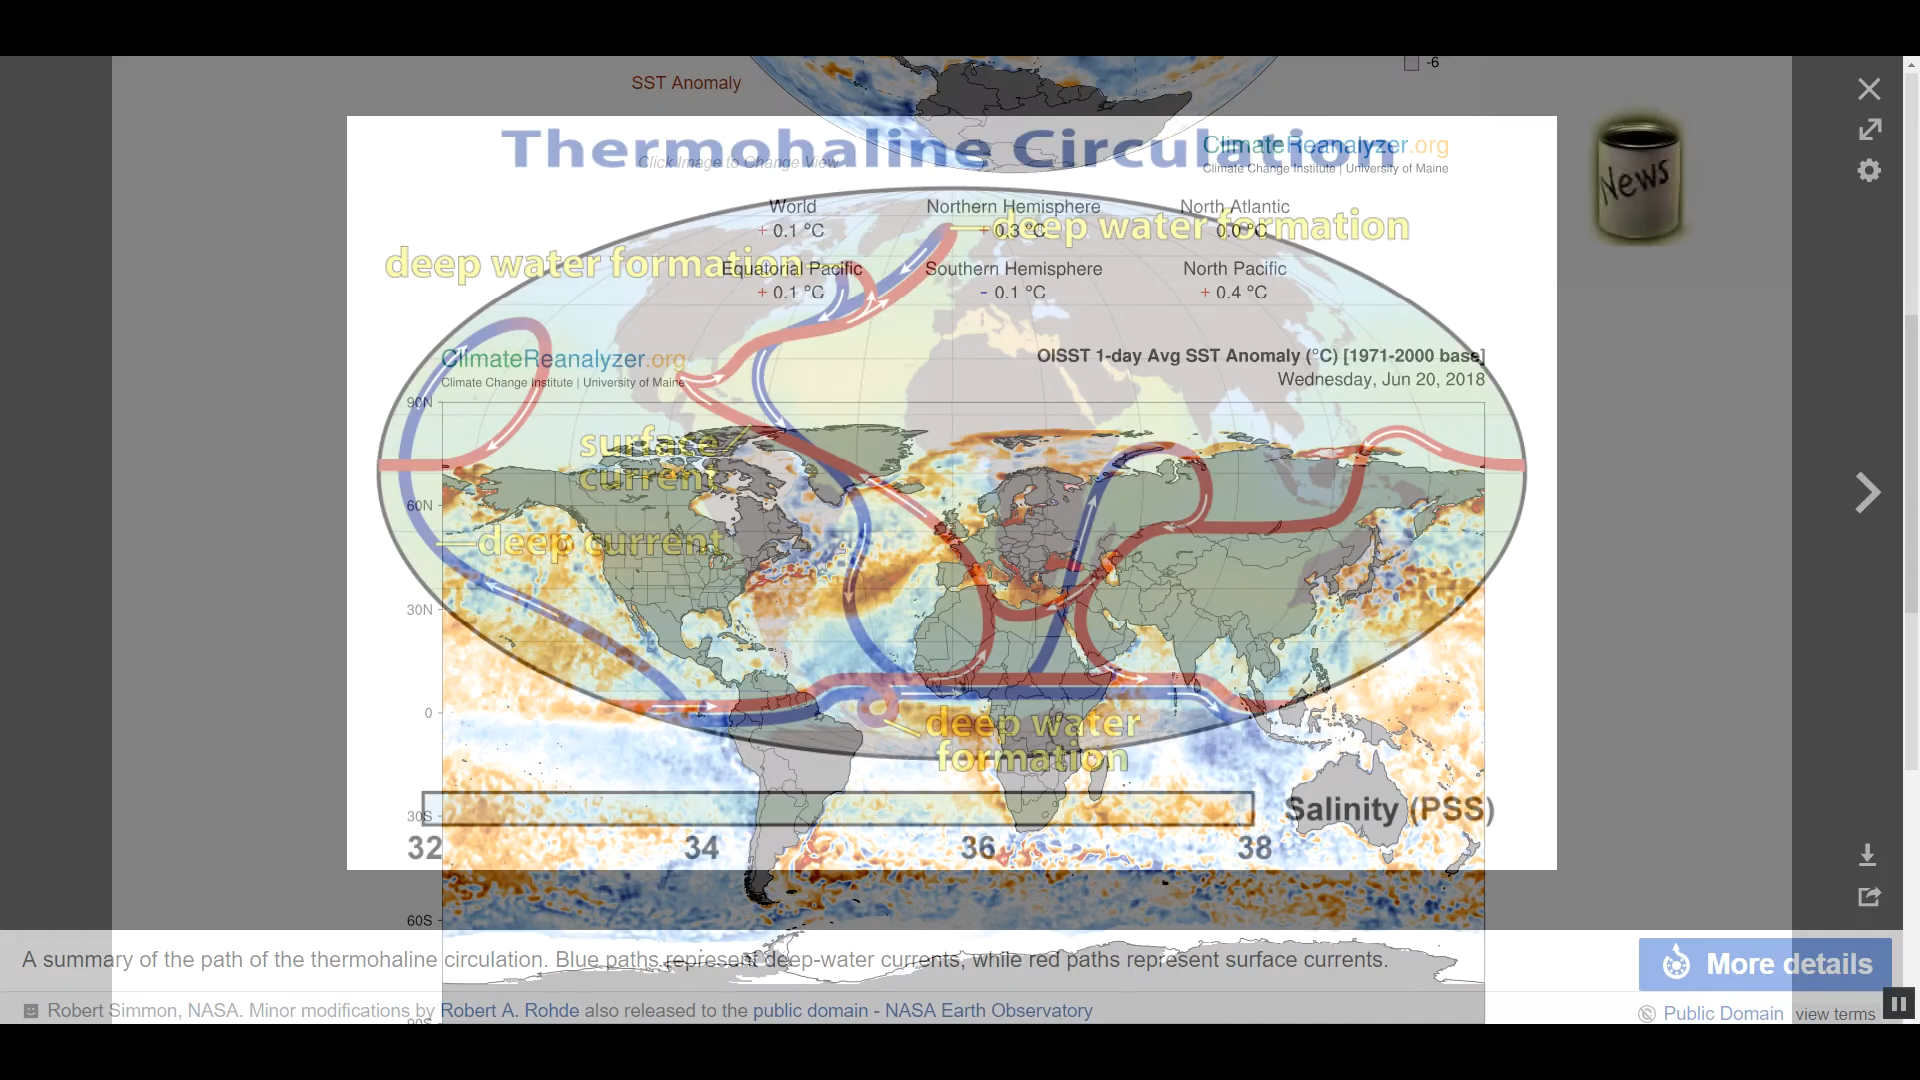 -6
SST Anomaly
Thermohaline Circulation
ClimateReanalyzer.org
Click Image to Change View
Climate Change Institute | University of Maine
News
World
Northern Hemisphere
North Atlantic
+ 0.1 °C
+ 0.3 °C
0.0 °C
deep water formation
deep water formation
Equatorial Pacific
Southern Hemisphere
North Pacific
+ 0.1 °C
- 0.1 °C
+ 0.4 °C
ClimateReanalyzer.org
Climate Change Institute | University of Maine
OISST 1-day Avg SST Anomaly (°C) [1971-2000 base]
Wednesday, Jun 20, 2018
90N
surface
current
60N
deep current
30N
0
deep water
formation
30S
Salinity (PSS)
32
34
36
38
60S
A summary of the path of the thermohaline circulation. Blue paths represent deep-water currents, while red paths represent surface currents.
More details
Robert Simmon, NASA. Minor modifications by Robert A. Rohde also released to the public domain - NASA Earth Observatory
Public Domain
view terms
90S